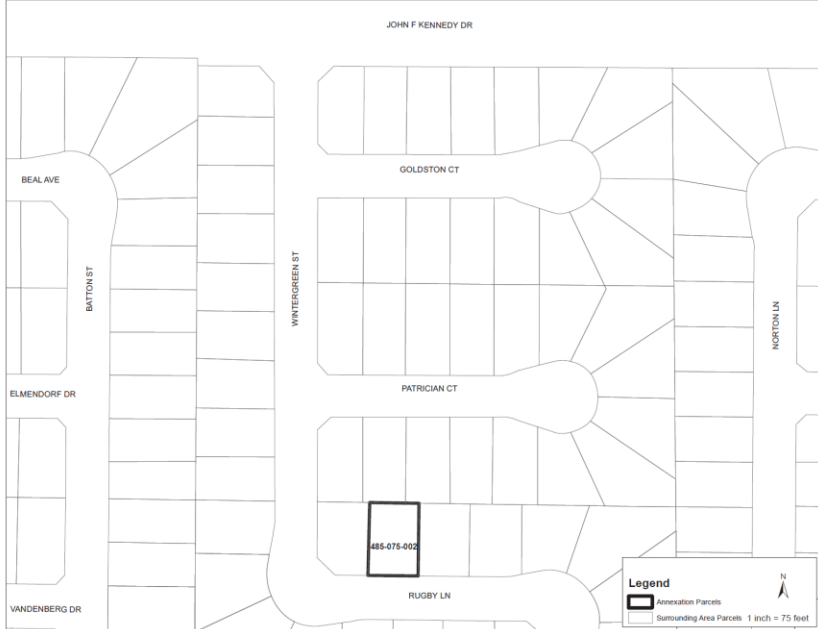 JOHN F KENNEDY DR
GOLDSTON CT
BEAL AVE
BATTON ST
WINTERGREEN ST
NORTON LN
PATRICIAN CT
ELMENDORF DR
485-075-002
RUGBY LN
VANDENBERG DR
Legend
N
Annexation Parcels
Surrounding Area Parcels 1 inch = 75 feet